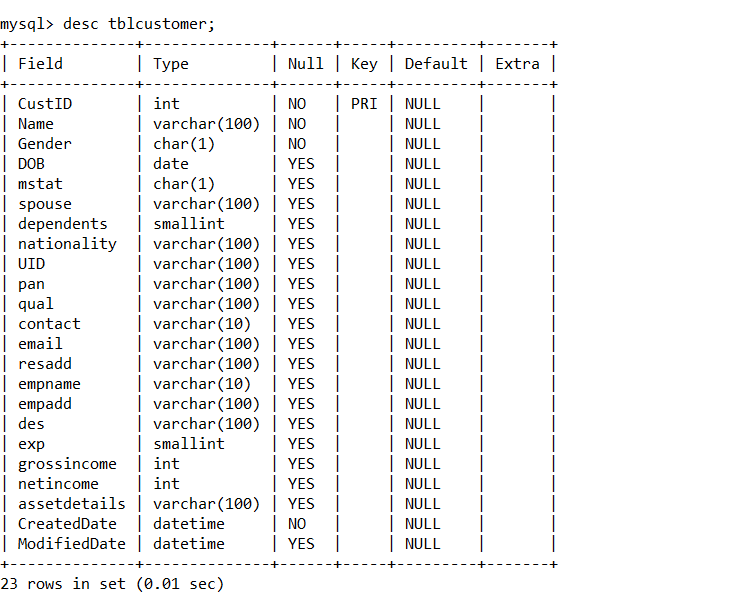 mysql> desc tblcustomer;
+--------------+--------------+------+-----+---------+-------+
| Field        | Type         | Null | Key | Default | Extra |
+--------------+--------------+------+-----+---------+-------+
| CustID       | int          | NO   | PRI | NULL    |       |
| Name         | varchar(100) | NO   |     | NULL    |       |
| Gender       | char(1)      | NO   |     | NULL    |       |
| DOB          | date         | YES  |     | NULL    |       |
| mstat        | char(1)      | YES  |     | NULL    |       |
| spouse       | varchar(100) | YES  |     | NULL    |       |
| dependents   | smallint     | YES  |     | NULL    |       |
| nationality  | varchar(100) | YES  |     | NULL    |       |
| UID          | varchar(100) | YES  |     | NULL    |       |
| pan          | varchar(100) | YES  |     | NULL    |       |
| qual         | varchar(100) | YES  |     | NULL    |       |
| contact      | varchar(10)  | YES  |     | NULL    |       |
| email        | varchar(100) | YES  |     | NULL    |       |
| resadd       | varchar(100) | YES  |     | NULL    |       |
| empname      | varchar(10)  | YES  |     | NULL    |       |
| empadd       | varchar(100) | YES  |     | NULL    |       |
| des          | varchar(100) | YES  |     | NULL    |       |
| exp          | smallint     | YES  |     | NULL    |       |
| grossincome  | int          | YES  |     | NULL    |       |
| netincome    | int          | YES  |     | NULL    |       |
| assetdetails | varchar(100) | YES  |     | NULL    |       |
| CreatedDate  | datetime     | NO   |     | NULL    |       |
| ModifiedDate | datetime     | YES  |     | NULL    |       |
+--------------+--------------+------+-----+---------+-------+
23 rows in set (0.01 sec)